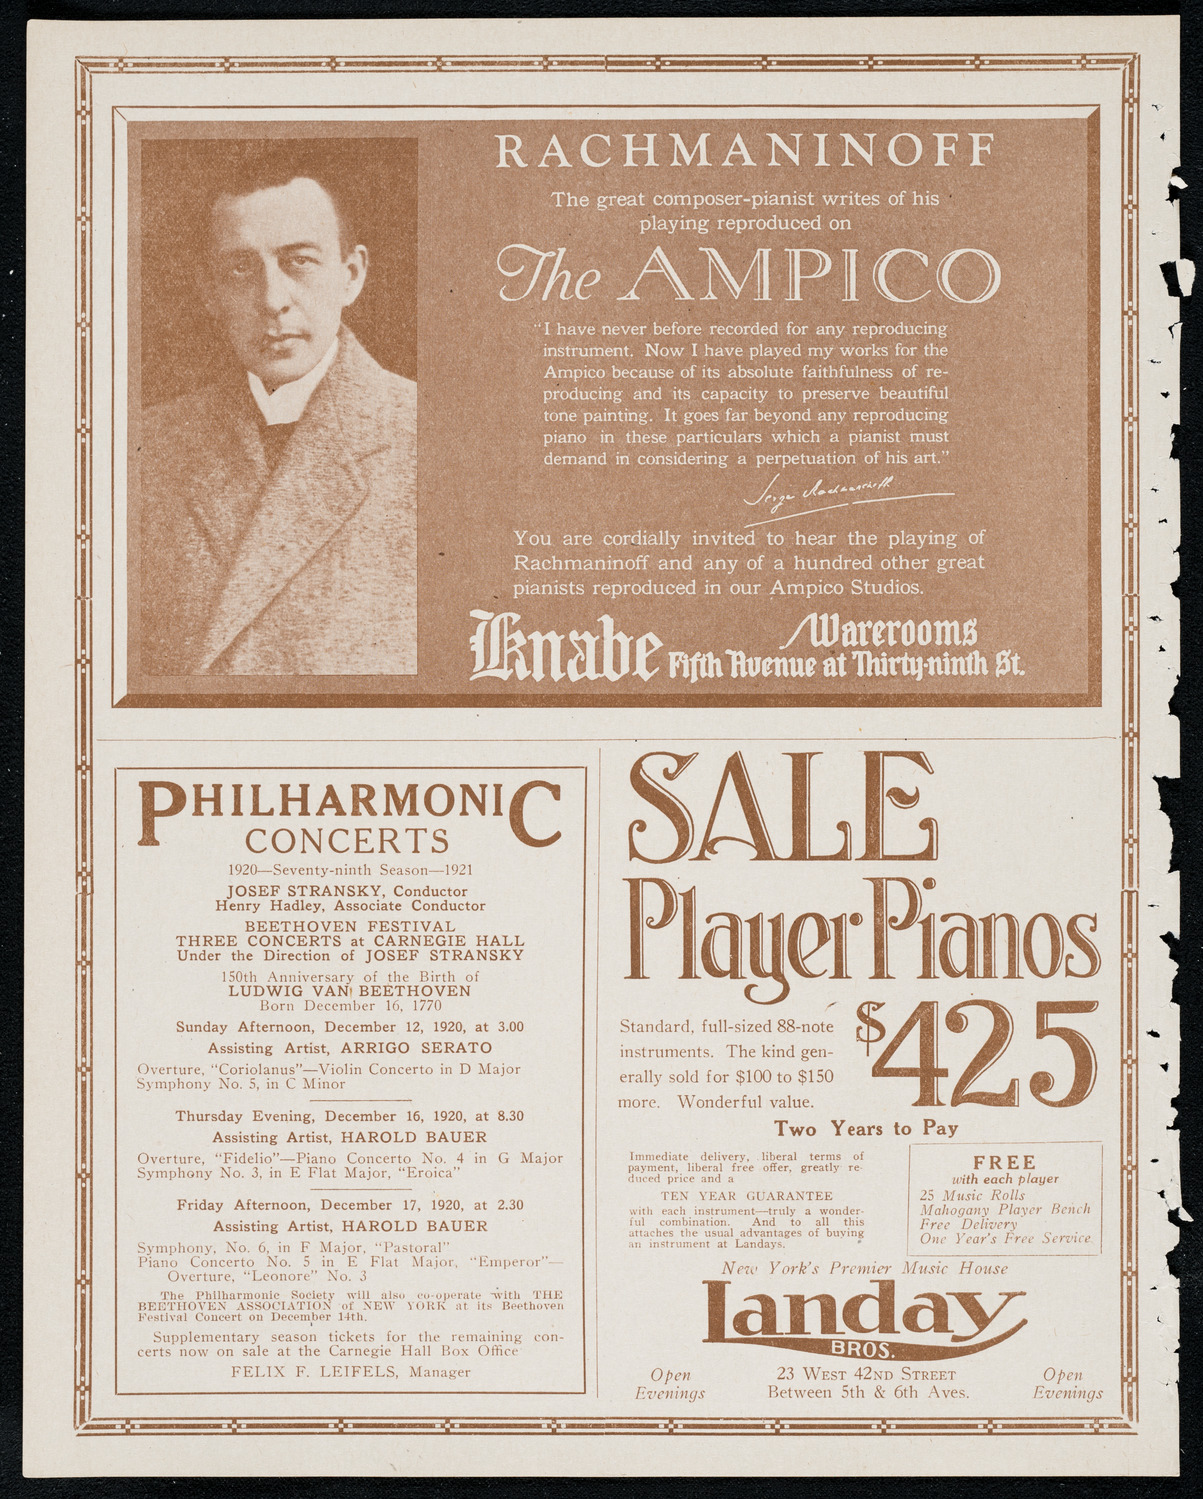 RACHMANINOFF
The great composer-pianist writes of his
playing reproduced on
The AMPICO
"I have never before recorded for any reproducing
instrument. Now I have played my works for the
Ampico because of its absolute faithfulness of re-
producing and its capacity to preserve beautiful
tone painting. It goes far beyond any reproducing
piano in these particulars which a pianist must
demand in considering a perpetuation of his art."
Serge Rachmaninoff
You are cordially invited to hear the playing of
Rachmaninoff and any of a hundred other great
pianists reproduced in our Ampico Studios.
Knabe Warerooms
Fifth Avenue at Thirty-ninth St.
PHILHARMONIC
CONCERTS
1920—Seventy-ninth Season—1921
JOSEF STRANSKY, Conductor
Henry Hadley, Associate Conductor
BEETHOVEN FESTIVAL
THREE CONCERTS at CARNEGIE HALL
Under the Direction of JOSEF STRANSKY
150th Anniversary of the Birth of
LUDWIG VAN BEETHOVEN
Born December 16, 1770
Sunday Afternoon, December 12, 1920, at 3.00
Assisting Artist, ARRIGO SERATO
Overture, "Coriolanus"—Violin Concerto in D Major
Symphony No. 5, in C Minor
Thursday Evening, December 16, 1920, at 8.30
Assisting Artist, HAROLD BAUER
Overture, "Fidelio"—Piano Concerto No. 4 in G Major
Symphony No. 3, in E Flat Major, "Eroica"
Friday Afternoon, December 17, 1920, at 2.30
Assisting Artist, HAROLD BAUER
Symphony, No. 6, in F Major, "Pastoral"
Piano Concerto No. 5 in E Flat Major, "Emperor"—
Overture, "Leonore" No. 3
The Philharmonic Society will also co-operate with THE
BEETHOVEN ASSOCIATION of NEW YORK at its Beethoven
Festival Concert on December 14th.
Supplementary season tickets for the remaining con-
certs now on sale at the Carnegie Hall Box Office
FELIX F. LEIFELS, Manager
SALE
Player Pianos
$425
Standard, full-sized 88-note
instruments. The kind gen-
erally sold for $100 to $150
more. Wonderful value.
Two Years to Pay
Immediate delivery, liberal terms of
payment, liberal free offer, greatly re-
duced price and a
TEN YEAR GUARANTEE
with each instrument—truly a wonder-
ful combination. And to all this
attaches the usual advantages of buying
an instrument at Landays.
FREE
with each player
25 Music Rolls
Mahogany Player Bench
Free Delivery
One Year's Free Service
New York's Premier Music House
Landay
BROS.
Open
Evenings
23 WEST 42ND STREET
Between 5th & 6th Aves.
Open
Evenings